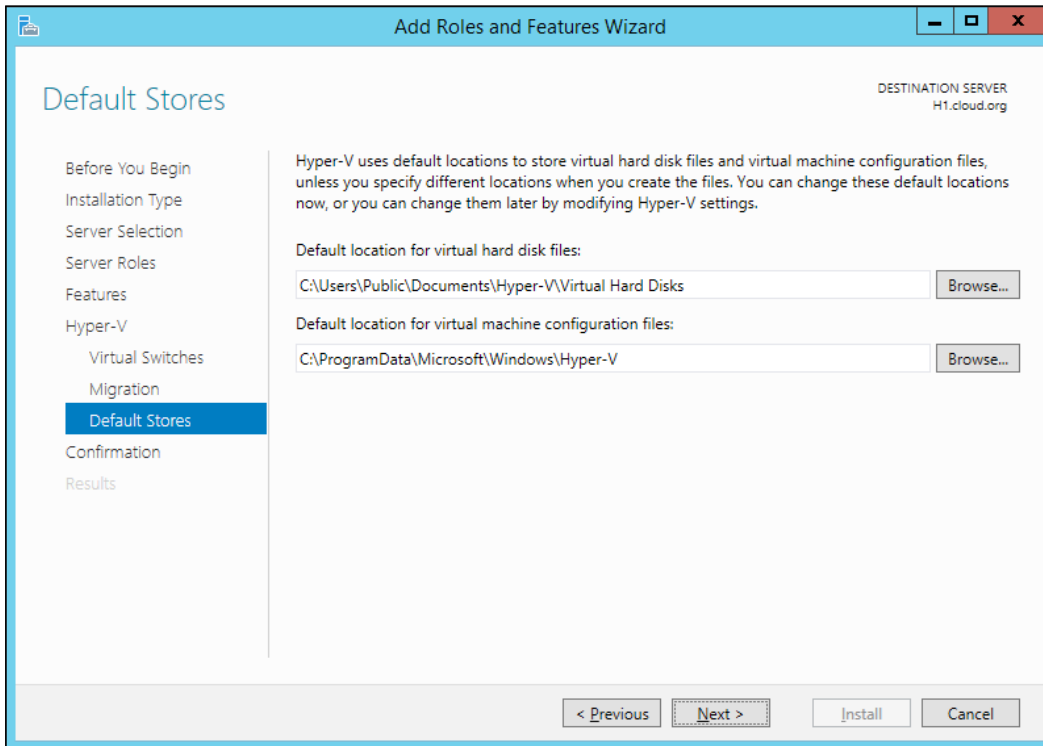 Add Roles and Features Wizard
Default Stores
DESTINATION SERVER
H1.cloud.org
Before You Begin
Installation Type
Server Selection
Server Roles
Features
Hyper-V
Virtual Switches
Migration
Default Stores
Confirmation
Results
Hyper-V uses default locations to store virtual hard disk files and virtual machine configuration files,
unless you specify different locations when you create the files. You can change these default locations
now, or you can change them later by modifying Hyper-V settings.
Default location for virtual hard disk files:
C:\Users\Public\Documents\Hyper-V\Virtual Hard Disks
Browse...
Default location for virtual machine configuration files:
C:\ProgramData\Microsoft\Windows\Hyper-V
Browse...
< Previous
Next >
Install
Cancel